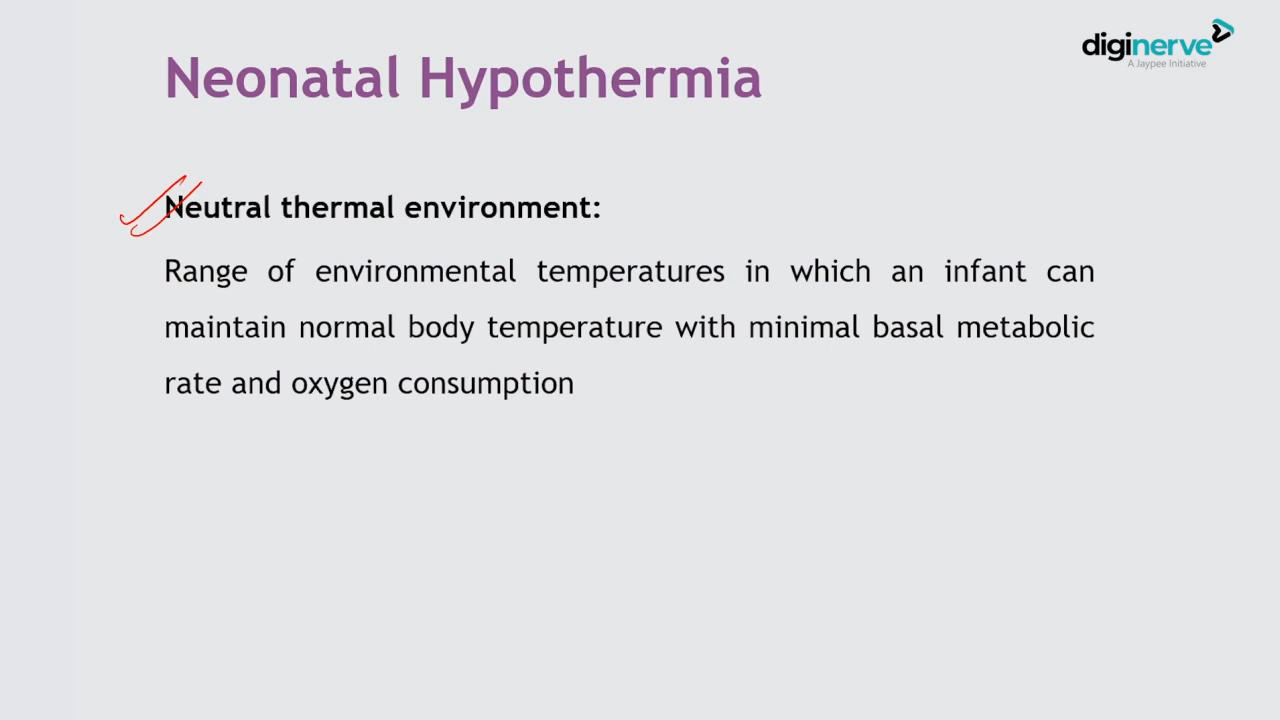 diginerve
A Jaypee Initiative
Neonatal Hypothermia
Neutral thermal environment:
Range of environmental temperatures in which an infant can
maintain normal body temperature with minimal basal metabolic
rate and oxygen consumption